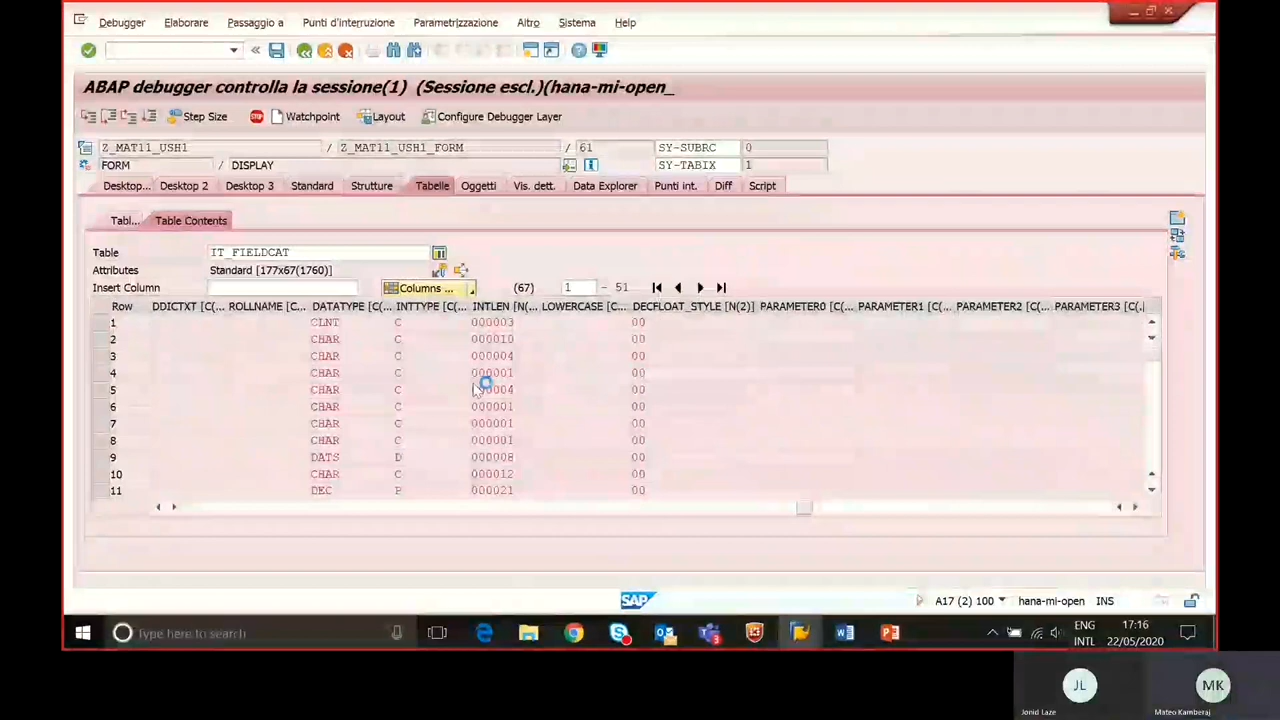 Debugger Elaborare Passaggio a Punti d'interruzione Parametrizzazione Altro Sistema Help
ABAP debugger controlla la sessione(1) (Sessione escl.)(hana-mi-open_
Step Size Watchpoint Layout Configure Debugger Layer
Z_MAT11_USH1 / Z_MAT11_USH1_FORM / 61 SY-SUBRC 0
FORM / DISPLAY SY-TABIX 1
Desktop... Desktop 2 Desktop 3 Standard Strutture Tabelle Oggetti Vis. dett. Data Explorer Punti int. Diff Script
Tabl... Table Contents
Table IT_FIELDCAT
Attributes Standard [177x67(1760)]
Insert Column Columns ... (67) 1 - 51
Row DDICTXT [C(... ROLLNAME [C... DATATYPE [C(... INTTYPE [C(... INTLEN [N(... LOWERCASE [C... DECFLOAT_STYLE [N(2)] PARAMETER0 [C(... PARAMETER1 [C(... PARAMETER2 [C(... PARAMETER3 [C(.
1 CLNT C 000003 00
2 CHAR C 000010 00
3 CHAR C 000004 00
4 CHAR C 000001 00
5 CHAR C 00
6 CHAR C 000001 00
7 CHAR C 000001 00
8 CHAR C 000001 00
9 DATS D 000008 00
10 CHAR C 000012 00
11 DEC P 000021 00
SAP A17 (2) 100 hana-mi-open INS
Type here to search
ENG 17:16
INTL 22/05/2020
JL MK
Jonid Laze Mateo Kamberaj